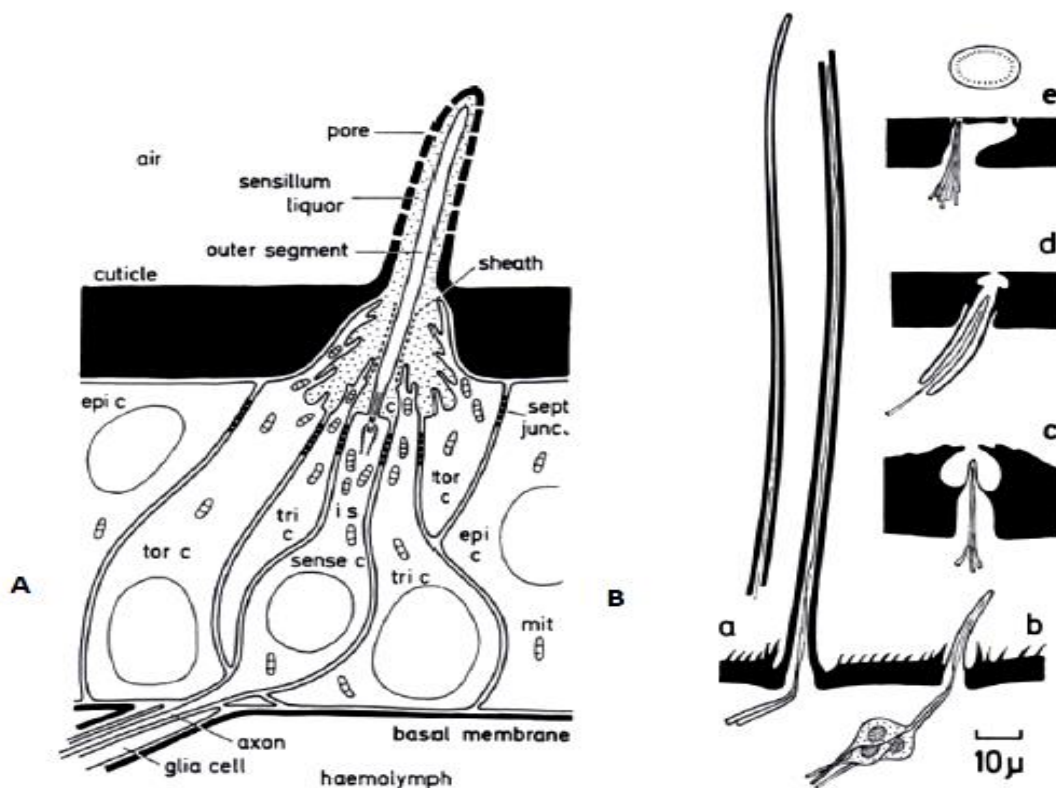 pore
air
sensillum
liquor
outer segment
sheath
cuticle
epi c
c
sept
junc.
tor
c
tri
c
i s
epi
c
tor c
sense c
tri c
mit
A
axon
basal membrane
glia cell
haemolymph
e
d
c
B
a
b
10 μ